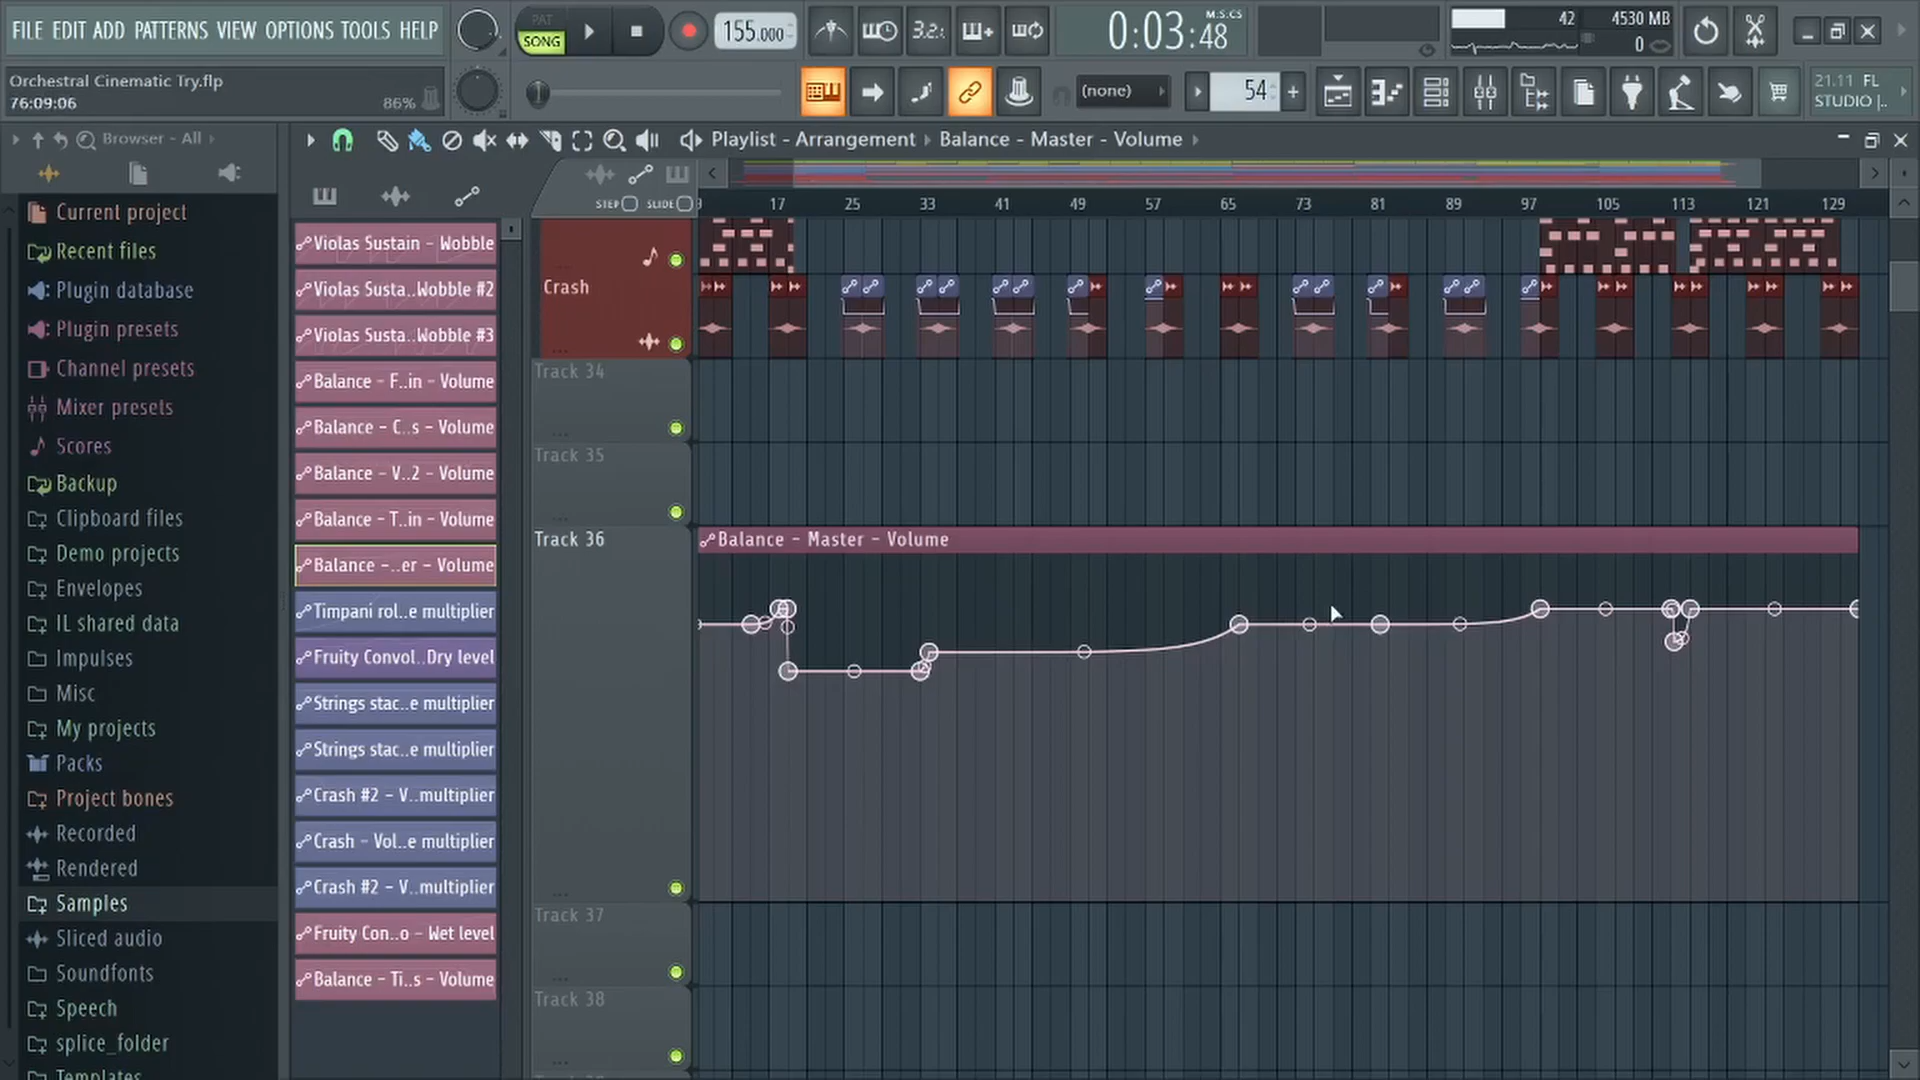 FILE EDIT ADD PATTERNS VIEW OPTIONS TOOLS HELP
PAT
SONG
155.000
3.2.
0:03:48
M:S:CS
42
4530 MB
0
Orchestral Cinematic Try.flp
76:09:06
86%
(none)
54
21.11 FL
STUDIO |..
Browser - All
Playlist - Arrangement › Balance - Master - Volume ›
STEP
SLIDE
9 17 25 33 41 49 57 65 73 81 89 97 105 113 121 129
Current project
Recent files
Plugin database
Plugin presets
Channel presets
Mixer presets
Scores
Backup
Clipboard files
Demo projects
Envelopes
IL shared data
Impulses
Misc
My projects
Packs
Project bones
Recorded
Rendered
Samples
Sliced audio
Soundfonts
Speech
splice_folder
Templates
Violas Sustain - Wobble
Violas Susta..Wobble #2
Violas Susta..Wobble #3
Balance - F..in - Volume
Balance - C..s - Volume
Balance - V..2 - Volume
Balance - T..in - Volume
Balance -..er - Volume
Timpani rol..e multiplier
Fruity Convol..Dry level
Strings stac..e multiplier
Strings stac..e multiplier
Crash #2 - V..multiplier
Crash - Vol..e multiplier
Crash #2 - V..multiplier
Fruity Con..o - Wet level
Balance - Ti..s - Volume
Crash
Track 34
Track 35
Track 36
Balance - Master - Volume
Track 37
Track 38